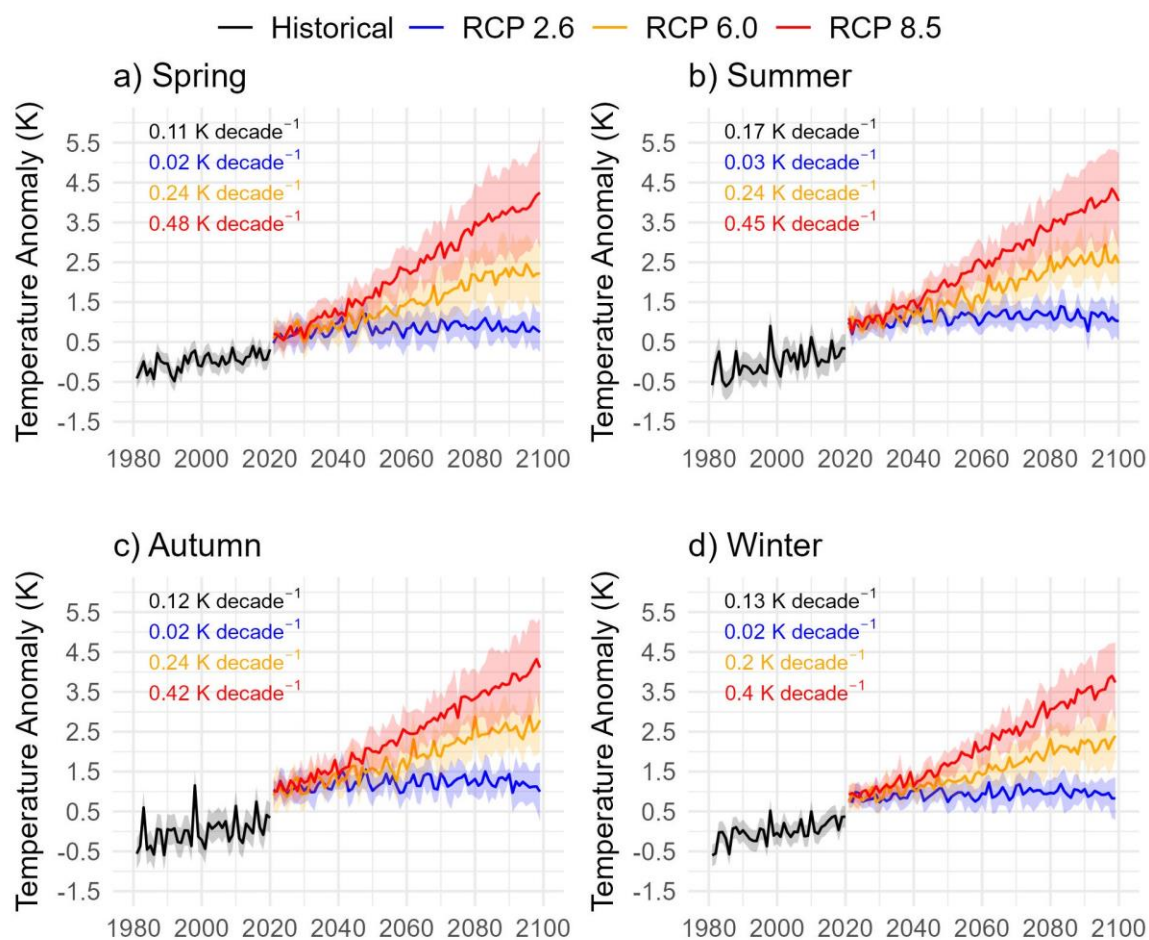 Historical RCP 2.6 RCP 6.0 RCP 8.5
a) Spring
Temperature Anomaly (K)
0.11 K decade⁻¹
0.02 K decade⁻¹
0.24 K decade⁻¹
0.48 K decade⁻¹
5.5
4.5
3.5
2.5
1.5
0.5
-0.5
-1.5
1980 2000 2020 2040 2060 2080 2100
b) Summer
Temperature Anomaly (K)
0.17 K decade⁻¹
0.03 K decade⁻¹
0.24 K decade⁻¹
0.45 K decade⁻¹
5.5
4.5
3.5
2.5
1.5
0.5
-0.5
-1.5
1980 2000 2020 2040 2060 2080 2100
c) Autumn
Temperature Anomaly (K)
0.12 K decade⁻¹
0.02 K decade⁻¹
0.24 K decade⁻¹
0.42 K decade⁻¹
5.5
4.5
3.5
2.5
1.5
0.5
-0.5
-1.5
1980 2000 2020 2040 2060 2080 2100
d) Winter
Temperature Anomaly (K)
0.13 K decade⁻¹
0.02 K decade⁻¹
0.2 K decade⁻¹
0.4 K decade⁻¹
5.5
4.5
3.5
2.5
1.5
0.5
-0.5
-1.5
1980 2000 2020 2040 2060 2080 2100